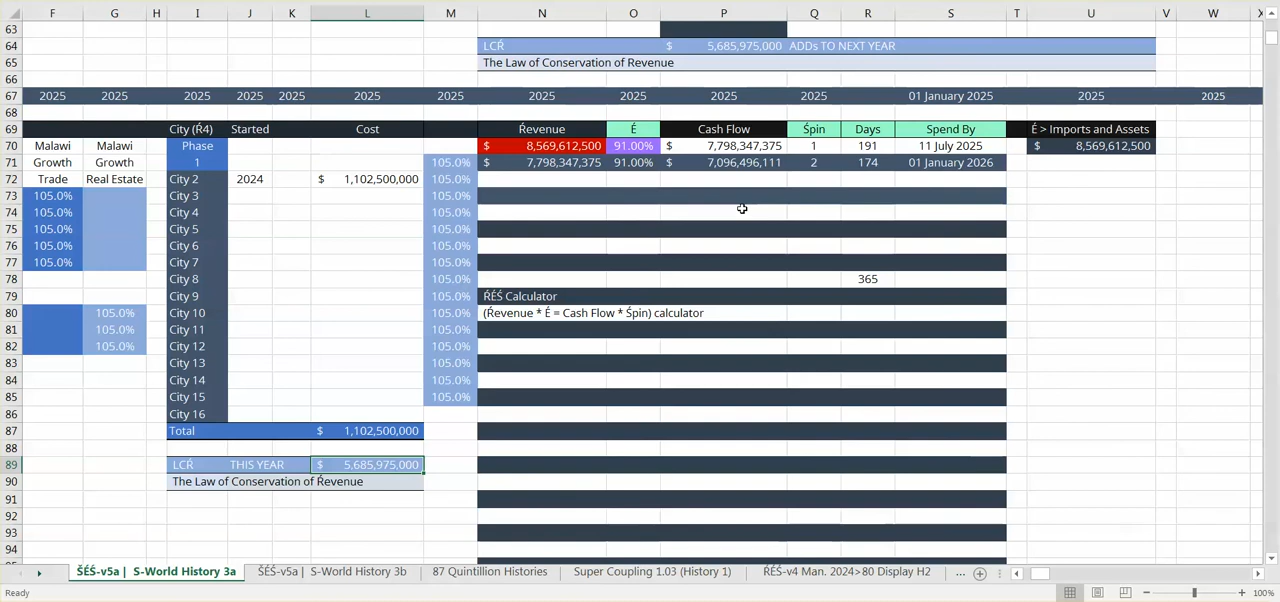 F G H I J K L M N O P Q R S T U V W X
63
64 LCŔ $ 5,685,975,000 ADDs TO NEXT YEAR
65 The Law of Conservation of Revenue
66
67 2025 2025 2025 2025 2025 2025 2025 2025 2025 2025 2025 01 January 2025 2025 2025
68
69 City (Ŕ4) Started Cost Ŕevenue É Cash Flow Śpin Days Spend By É > Imports and Assets
70 Malawi Malawi Phase $ 8,569,612,500 91.00% $ 7,798,347,375 1 191 11 July 2025 $ 8,569,612,500
71 Growth Growth 1 105.0% $ 7,798,347,375 91.00% $ 7,096,496,111 2 174 01 January 2026
72 Trade Real Estate City 2 2024 $ 1,102,500,000 105.0%
73 105.0% City 3 105.0%
74 105.0% City 4 105.0%
75 105.0% City 5 105.0%
76 105.0% City 6 105.0%
77 105.0% City 7 105.0%
78 City 8 105.0% 365
79 City 9 105.0% ŔÉŚ Calculator
80 105.0% City 10 105.0% (Ŕevenue * É = Cash Flow * Śpin) calculator
81 105.0% City 11 105.0%
82 105.0% City 12 105.0%
83 City 13 105.0%
84 City 14 105.0%
85 City 15 105.0%
86 City 16
87 Total $ 1,102,500,000
88
89 LCŔ THIS YEAR $ 5,685,975,000
90 The Law of Conservation of Ŕevenue
91
92
93
94
ŠÉŚ-v5a | S-World History 3a ŠÉŚ-v5a | S-World History 3b 87 Quintillion Histories Super Coupling 1.03 (History 1) ŔÉŚ-v4 Man. 2024>80 Display H2 ...
Ready 100%